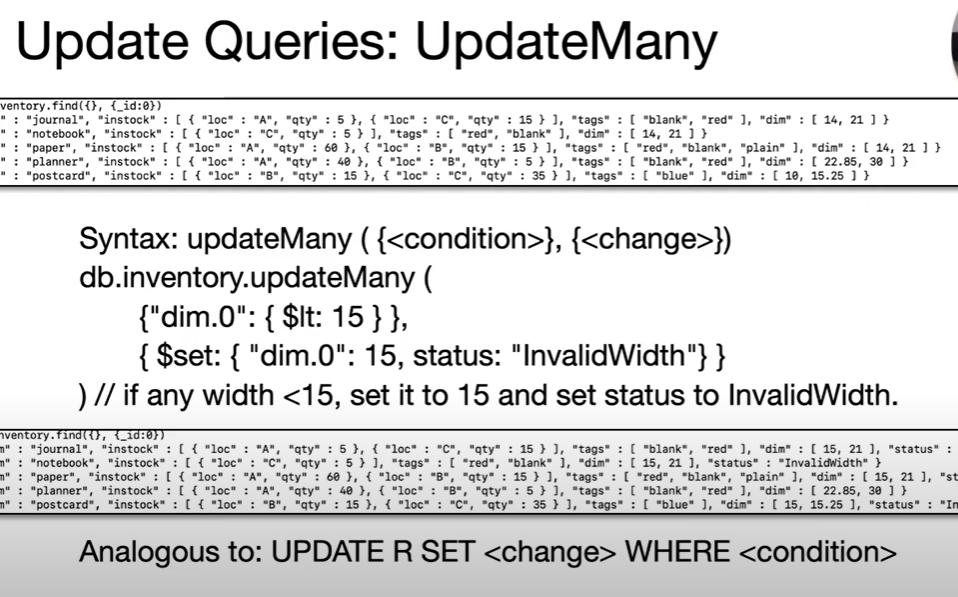 Update Queries: UpdateMany
ventory.find({}, {_id:0})
" : "journal", "instock" : [ { "loc" : "A", "qty" : 5 }, { "loc" : "C", "qty" : 15 } ], "tags" : [ "blank", "red" ], "dim" : [ 14, 21 ] }
" : "notebook", "instock" : [ { "loc" : "C", "qty" : 5 } ], "tags" : [ "red", "blank" ], "dim" : [ 14, 21 ] }
" : "paper", "instock" : [ { "loc" : "A", "qty" : 60 }, { "loc" : "B", "qty" : 15 } ], "tags" : [ "red", "blank", "plain" ], "dim" : [ 14, 21 ] }
" : "planner", "instock" : [ { "loc" : "A", "qty" : 40 }, { "loc" : "B", "qty" : 5 } ], "tags" : [ "blank", "red" ], "dim" : [ 22.85, 30 ] }
" : "postcard", "instock" : [ { "loc" : "B", "qty" : 15 }, { "loc" : "C", "qty" : 35 } ], "tags" : [ "blue" ], "dim" : [ 10, 15.25 ] }
Syntax: updateMany ( {<condition>}, {<change>})
db.inventory.updateMany (
{"dim.0": { $lt: 15 } },
{ $set: { "dim.0": 15, status: "InvalidWidth"} }
) // if any width <15, set it to 15 and set status to InvalidWidth.
nventory.find({}, {_id:0})
m" : "journal", "instock" : [ { "loc" : "A", "qty" : 5 }, { "loc" : "C", "qty" : 15 } ], "tags" : [ "blank", "red" ], "dim" : [ 15, 21 ], "status" :
m" : "notebook", "instock" : [ { "loc" : "C", "qty" : 5 } ], "tags" : [ "red", "blank" ], "dim" : [ 15, 21 ], "status" : "InvalidWidth" }
m" : "paper", "instock" : [ { "loc" : "A", "qty" : 60 }, { "loc" : "B", "qty" : 15 } ], "tags" : [ "red", "blank", "plain" ], "dim" : [ 15, 21 ], "st
m" : "planner", "instock" : [ { "loc" : "A", "qty" : 40 }, { "loc" : "B", "qty" : 5 } ], "tags" : [ "blank", "red" ], "dim" : [ 22.85, 30 ] }
m" : "postcard", "instock" : [ { "loc" : "B", "qty" : 15 }, { "loc" : "C", "qty" : 35 } ], "tags" : [ "blue" ], "dim" : [ 15, 15.25 ], "status" : "In
Analogous to: UPDATE R SET <change> WHERE <condition>